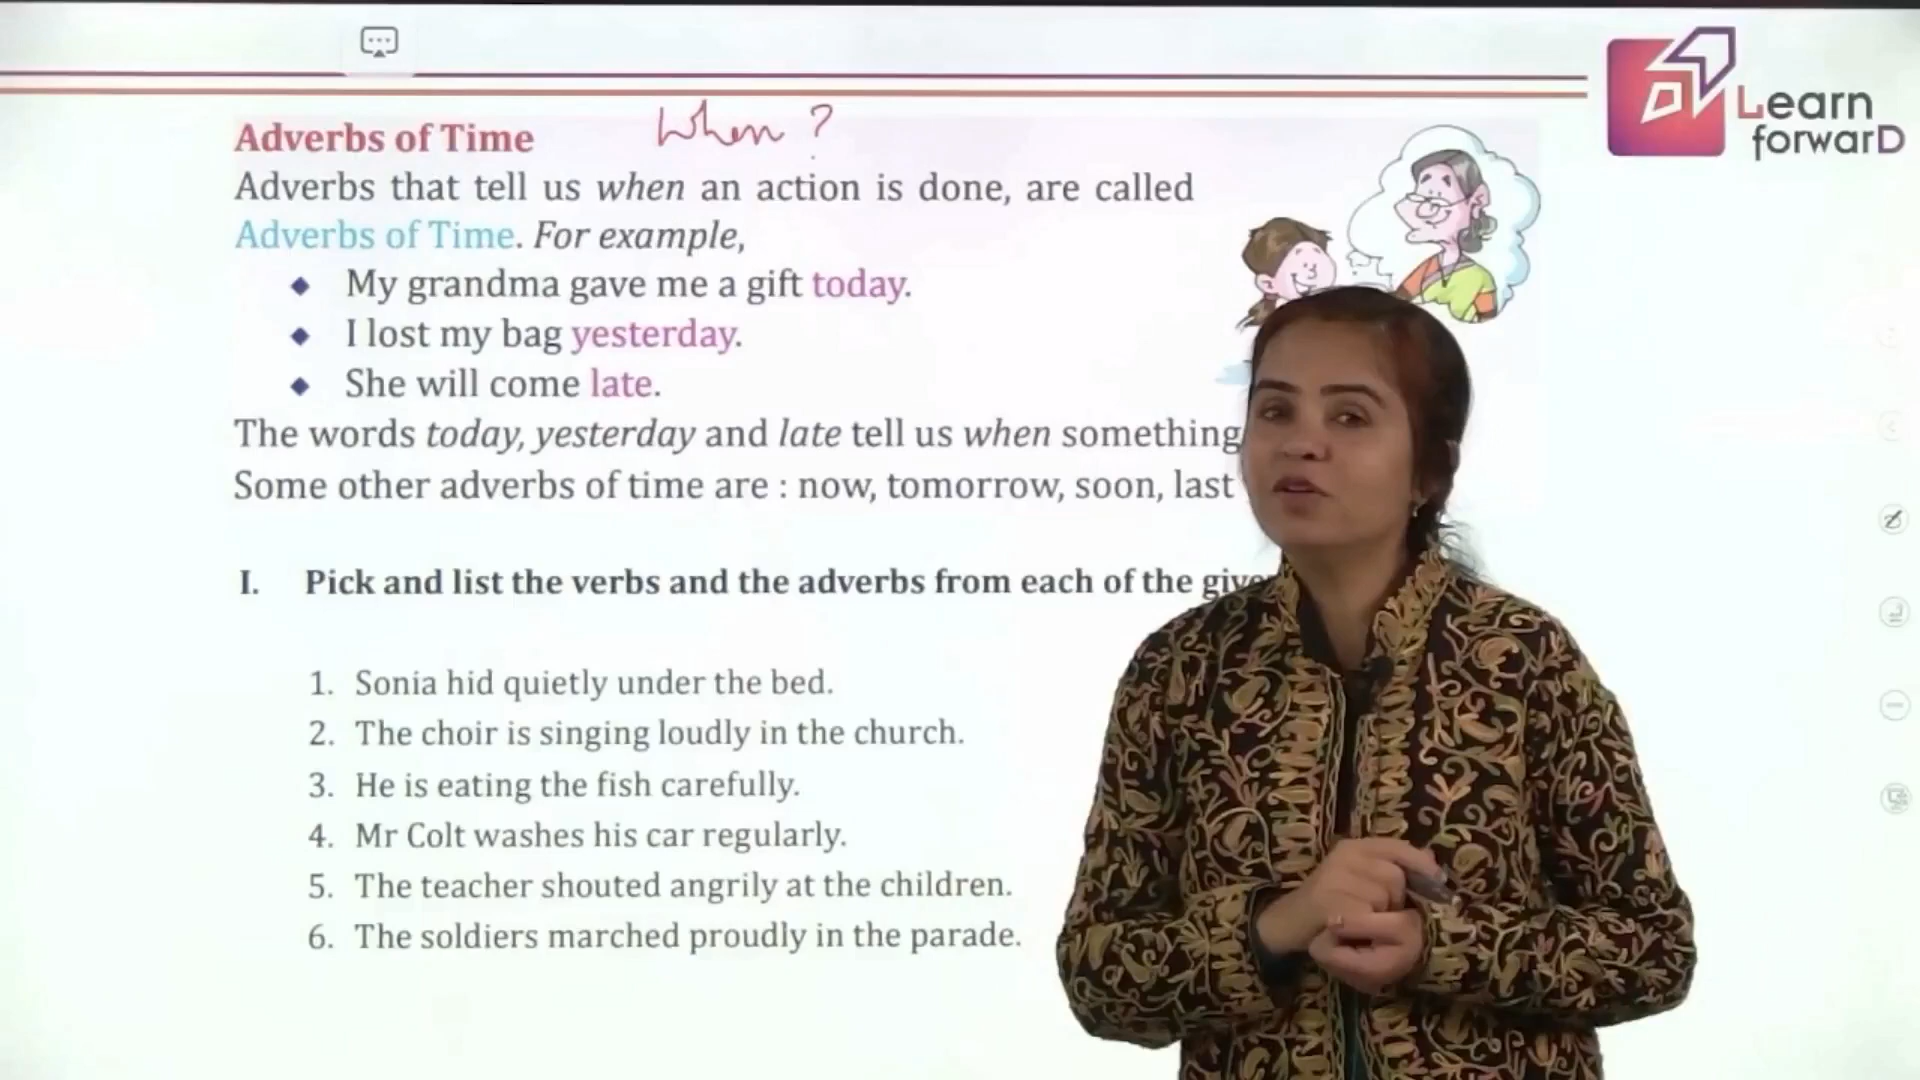 Learn
forwarD
Adverbs of Time When ?
Adverbs that tell us when an action is done, are called
Adverbs of Time. For example,
◆ My grandma gave me a gift today.
◆ I lost my bag yesterday.
◆ She will come late.
The words today, yesterday and late tell us when something
Some other adverbs of time are : now, tomorrow, soon, last
I. Pick and list the verbs and the adverbs from each of the
1. Sonia hid quietly under the bed.
2. The choir is singing loudly in the church.
3. He is eating the fish carefully.
4. Mr Colt washes his car regularly.
5. The teacher shouted angrily at the children.
6. The soldiers marched proudly in the parade.